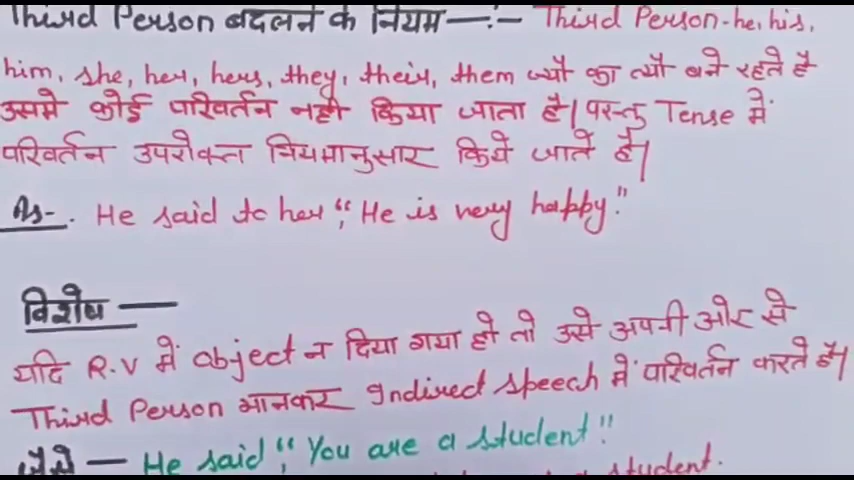 Third Person बदलने के नियम —:— Third Person-he, his,
him, she, her, hers, they, their, them ज्यौ का त्यौ बने रहते है
उसमे कोई परिवर्तन नही किया जाता है। परन्तु Tense में
परिवर्तन उपरोक्त नियमानुसार किये जाते है।
As-. He said to her, "He is very happy."
विशेष —
यदि R.V में object न दिया गया हो तो उसे अपनी ओर से
Third Person मानकर Indirect speech में परिवर्तन करते है।
जैसे — He said, "You are a student"
student.